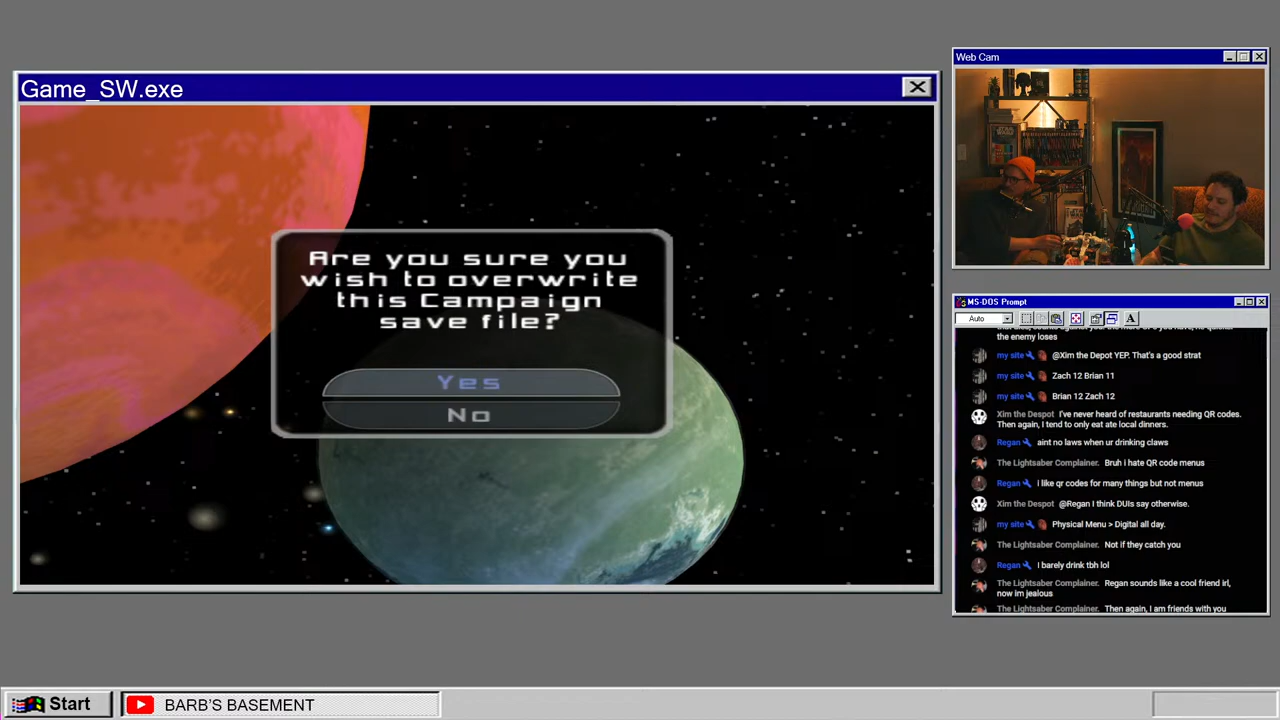 Game_SW.exe
Are you sure you
wish to overwrite
this Campaign
save file?
Yes
No
Web Cam
MS-DOS Prompt
Auto
A
the enemy loses
my site @Xim the Depot YEP. That's a good strat
my site Zach 12 Brian 11
my site Brian 12 Zach 12
Xim the Despot I've never heard of restaurants needing QR codes.
Then again, I tend to only eat ate local dinners.
Regan aint no laws when ur drinking claws
The Lightsaber Complainer. Bruh i hate QR code menus
Regan i like qr codes for many things but not menus
Xim the Despot @Regan I think DUIs say otherwise.
my site Physical Menu > Digital all day.
The Lightsaber Complainer. Not if they catch you
Regan I barely drink tbh lol
The Lightsaber Complainer. Regan sounds like a cool friend irl,
now im jealous
The Lightsaber Complainer. Then again, I am friends with you
Start
BARB'S BASEMENT